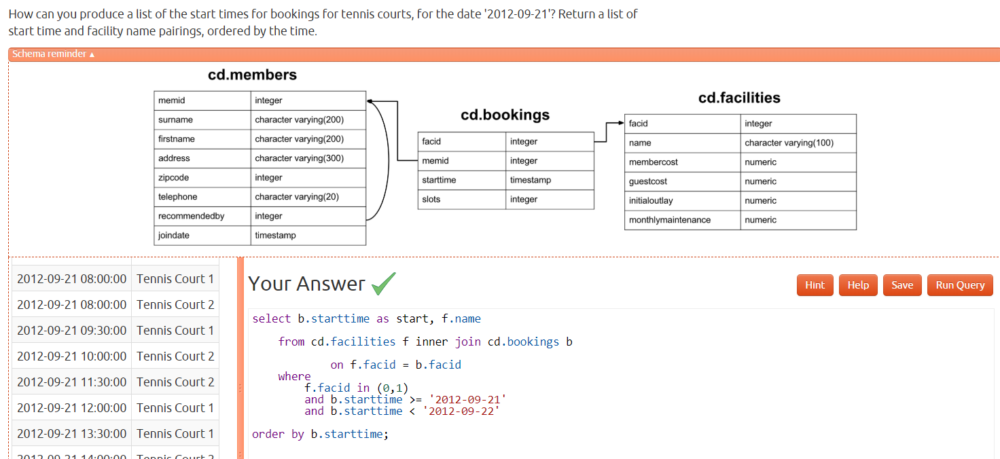 How can you produce a list of the start times for bookings for tennis courts, for the date '2012-09-21'? Return a list of
start time and facility name pairings, ordered by the time.
Schema reminder ▲
cd.members
memid integer
surname character varying(200)
firstname character varying(200)
address character varying(300)
zipcode integer
telephone character varying(20)
recommendedby integer
joindate timestamp
cd.bookings
facid integer
memid integer
starttime timestamp
slots integer
cd.facilities
facid integer
name character varying(100)
membercost numeric
guestcost numeric
initialoutlay numeric
monthlymaintenance numeric
2012-09-21 08:00:00 Tennis Court 1
2012-09-21 08:00:00 Tennis Court 2
2012-09-21 09:30:00 Tennis Court 1
2012-09-21 10:00:00 Tennis Court 2
2012-09-21 11:30:00 Tennis Court 2
2012-09-21 12:00:00 Tennis Court 1
2012-09-21 13:30:00 Tennis Court 1
2012-09-21 14:00:00 Tennis Court 2
Your Answer
Hint Help Save Run Query
select b.starttime as start, f.name
from cd.facilities f inner join cd.bookings b
on f.facid = b.facid
where
f.facid in (0,1)
and b.starttime >= '2012-09-21'
and b.starttime < '2012-09-22'
order by b.starttime;